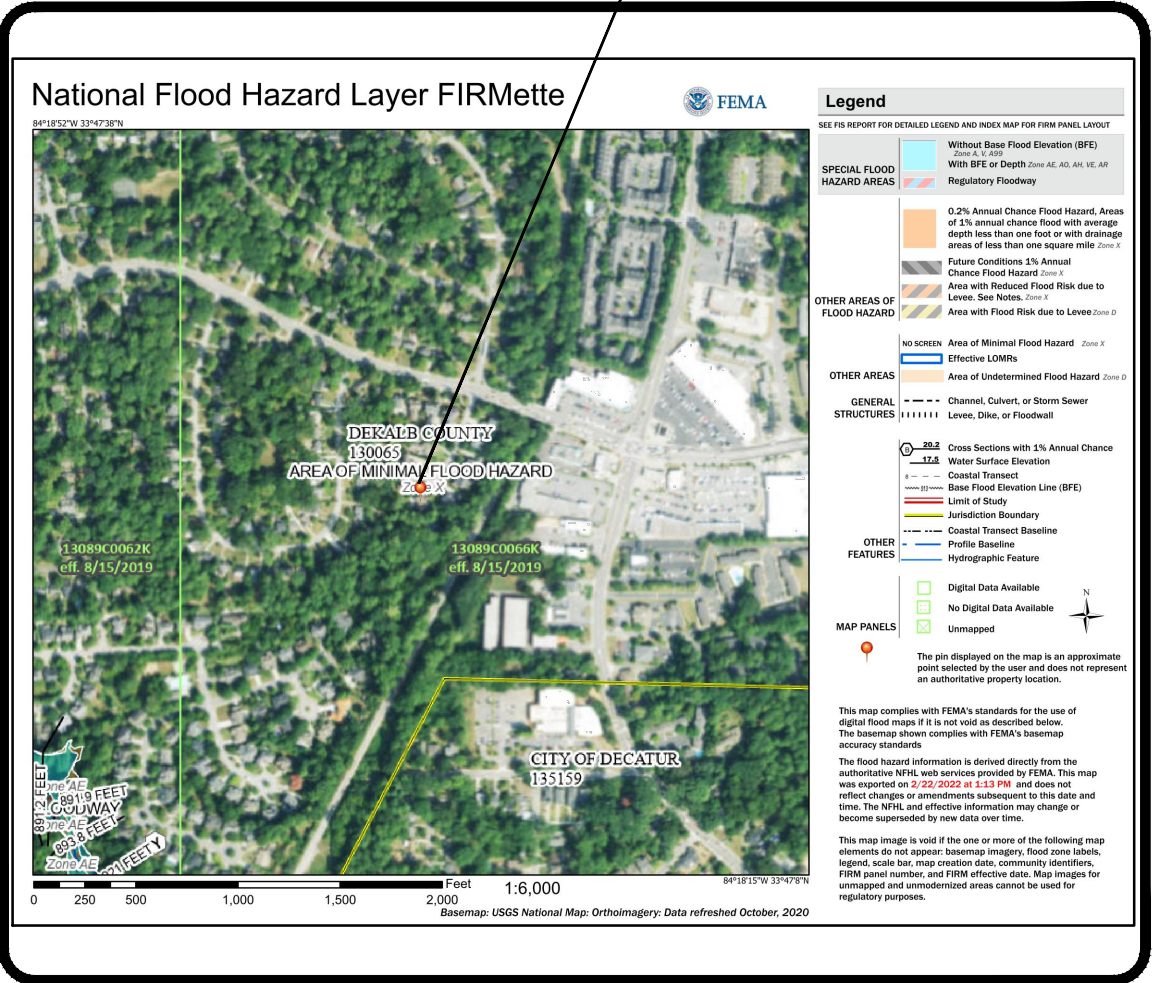 National Flood Hazard Layer FIRMette
FEMA
84°18'52"W 33°47'38"N
DEKALB COUNTY
130065
AREA OF MINIMAL FLOOD HAZARD
Zone X
13089C0062K
eff. 8/15/2019
13089C0066K
eff. 8/15/2019
CITY OF DECATUR
135159
891.2 FEET
one AE
891.9 FEET
OODWAY
one AE
893.8 FEET
Zone AE
921 FEET
Y
84°18'15"W 33°47'8"N
Feet
1:6,000
0
250
500
1,000
1,500
2,000
Basemap: USGS National Map: Orthoimagery: Data refreshed October, 2020
Legend
SEE FIS REPORT FOR DETAILED LEGEND AND INDEX MAP FOR FIRM PANEL LAYOUT
SPECIAL FLOOD
HAZARD AREAS
Without Base Flood Elevation (BFE)
Zone A, V, A99
With BFE or Depth Zone AE, AO, AH, VE, AR
Regulatory Floodway
0.2% Annual Chance Flood Hazard, Areas
of 1% annual chance flood with average
depth less than one foot or with drainage
areas of less than one square mile Zone X
Future Conditions 1% Annual
Chance Flood Hazard Zone X
Area with Reduced Flood Risk due to
Levee. See Notes. Zone X
Area with Flood Risk due to Levee Zone D
OTHER AREAS OF
FLOOD HAZARD
NO SCREEN
Area of Minimal Flood Hazard Zone X
Effective LOMRs
OTHER AREAS
Area of Undetermined Flood Hazard Zone D
GENERAL
STRUCTURES
Channel, Culvert, or Storm Sewer
Levee, Dike, or Floodwall
B
20.2
Cross Sections with 1% Annual Chance
17.5
Water Surface Elevation
8
Coastal Transect
513
Base Flood Elevation Line (BFE)
Limit of Study
Jurisdiction Boundary
Coastal Transect Baseline
OTHER
FEATURES
Profile Baseline
Hydrographic Feature
Digital Data Available
No Digital Data Available
Unmapped
MAP PANELS
N
The pin displayed on the map is an approximate
point selected by the user and does not represent
an authoritative property location.
This map complies with FEMA's standards for the use of
digital flood maps if it is not void as described below.
The basemap shown complies with FEMA's basemap
accuracy standards
The flood hazard information is derived directly from the
authoritative NFHL web services provided by FEMA. This map
was exported on 2/22/2022 at 1:13 PM and does not
reflect changes or amendments subsequent to this date and
time. The NFHL and effective information may change or
become superseded by new data over time.
This map image is void if the one or more of the following map
elements do not appear: basemap imagery, flood zone labels,
legend, scale bar, map creation date, community identifiers,
FIRM panel number, and FIRM effective date. Map images for
unmapped and unmodernized areas cannot be used for
regulatory purposes.